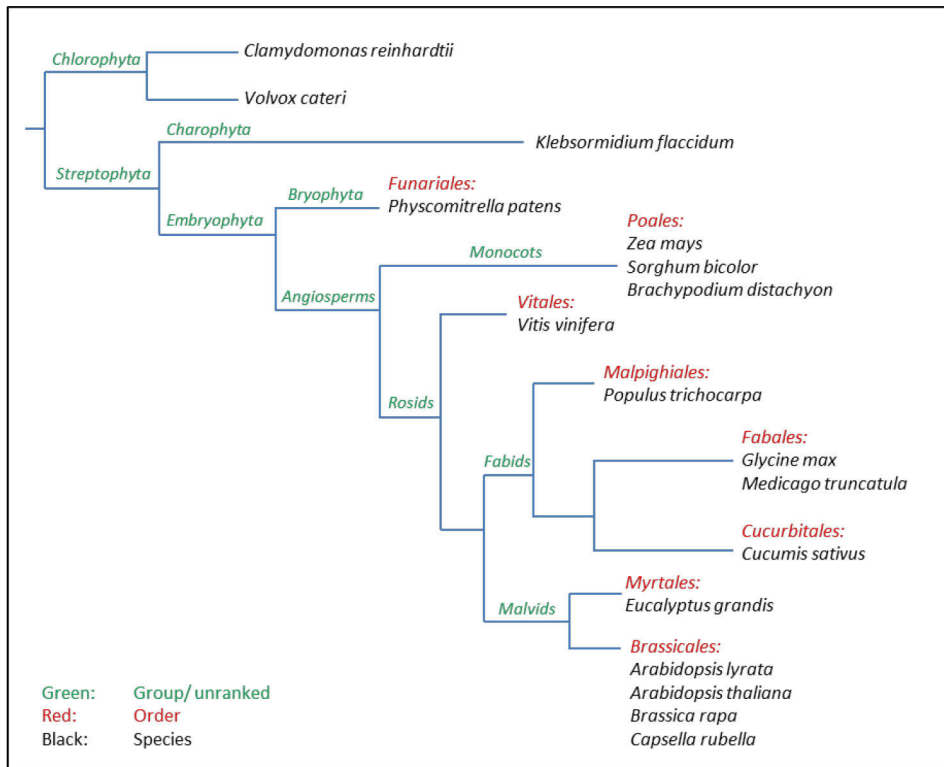 Chlorophyta
Clamydomonas reinhardtii
Volvox cateri
Streptophyta
Charophyta
Klebsormidium flaccidum
Embryophyta
Bryophyta
Funariales:
Physcomitrella patens
Angiosperms
Monocots
Poales:
Zea mays
Sorghum bicolor
Brachypodium distachyon
Rosids
Vitales:
Vitis vinifera
Fabids
Malpighiales:
Populus trichocarpa
Fabales:
Glycine max
Medicago truncatula
Cucurbitales:
Cucumis sativus
Malvids
Myrtales:
Eucalyptus grandis
Brassicales:
Arabidopsis lyrata
Arabidopsis thaliana
Brassica rapa
Capsella rubella
Green: Group/ unranked
Red: Order
Black: Species